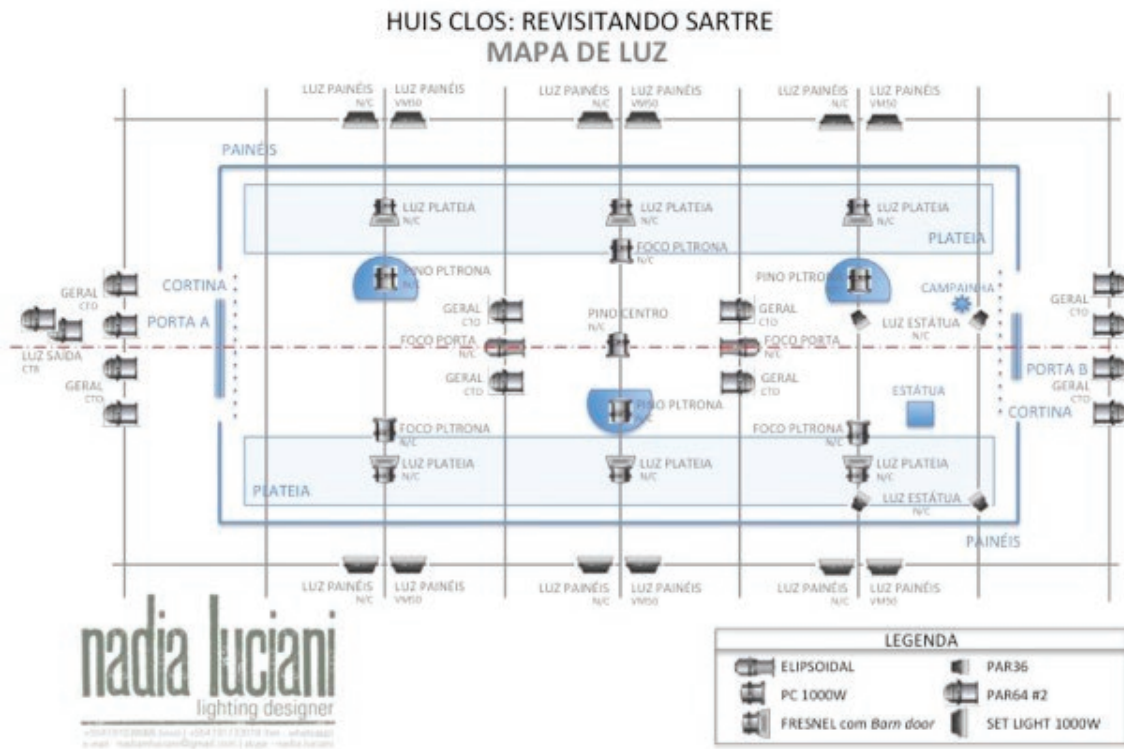 HUIS CLOS: REVISITANDO SARTRE
MAPA DE LUZ
LUZ PAINÉIS
N/C
LUZ PAINÉIS
VM50
LUZ PAINÉIS
N/C
LUZ PAINÉIS
VM50
LUZ PAINÉIS
N/C
LUZ PAINÉIS
VM50
PAINÉIS
LUZ PLATEIA
N/C
LUZ PLATEIA
N/C
LUZ PLATEIA
N/C
PLATEIA
FOCO PLTRONA
N/C
PINO PLTRONA
N/C
PINO PLTRONA
N/C
CORTINA
CAMPAINHA
GERAL
CTO
GERAL
CTO
GERAL
CTO
GERAL
CTO
PORTA A
PINO CENTRO
N/C
LUZ ESTÁTUA
N/C
LUZ SAÍDA
CTB
FOCO PORTA
N/C
FOCO PORTA
N/C
PORTA B
GERAL
CTO
GERAL
CTO
GERAL
CTO
GERAL
CTO
ESTÁTUA
CORTINA
PINO PLTRONA
N/C
FOCO PLTRONA
N/C
FOCO PLTRONA
N/C
LUZ PLATEIA
N/C
LUZ PLATEIA
N/C
LUZ PLATEIA
N/C
PLATEIA
LUZ ESTÁTUA
N/C
PAINÉIS
LUZ PAINÉIS
N/C
LUZ PAINÉIS
VM50
LUZ PAINÉIS
N/C
LUZ PAINÉIS
VM50
LUZ PAINÉIS
N/C
LUZ PAINÉIS
VM50
nadia luciani
lighting designer
LEGENDA
ELIPSOIDAL
PAR36
PC 1000W
PAR64 #2
FRESNEL com Barn door
SET LIGHT 1000W